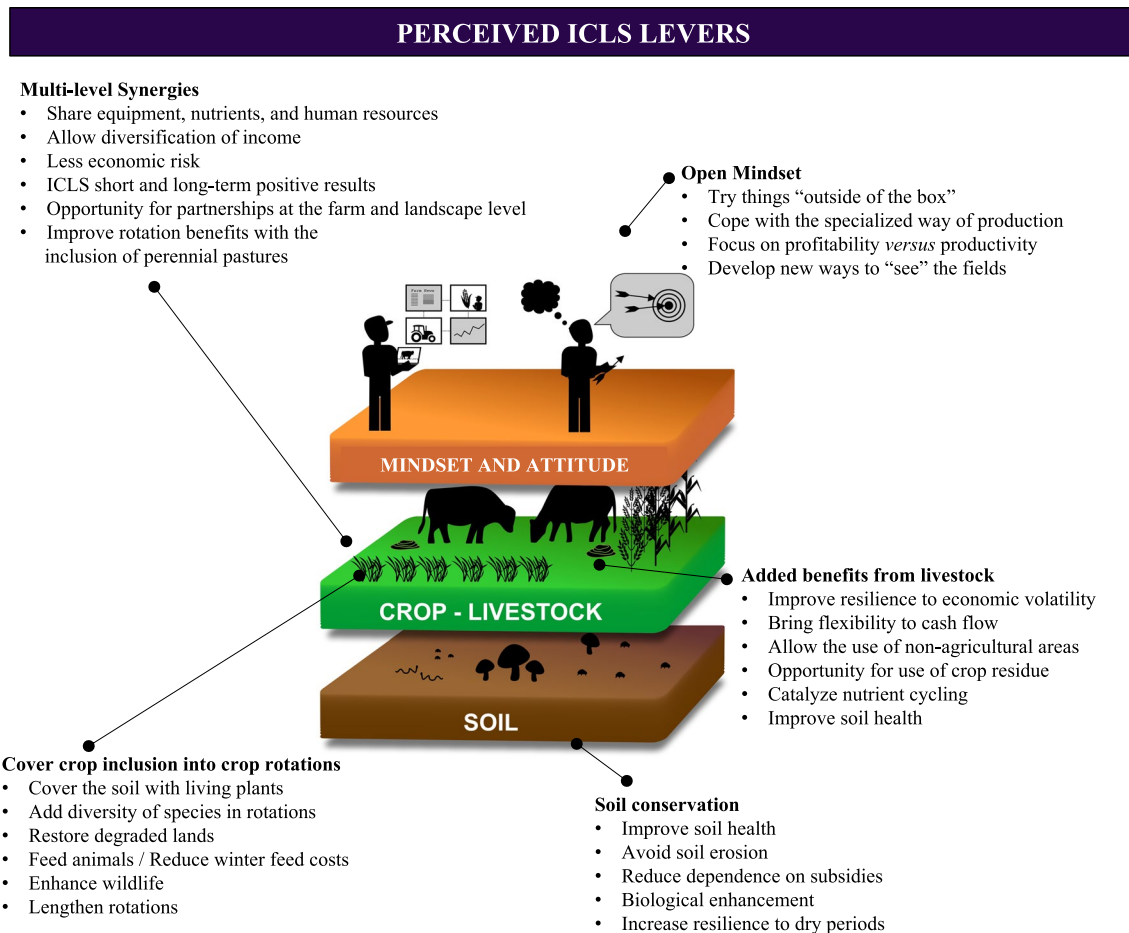 PERCEIVED ICLS LEVERS
Multi-level Synergies
• Share equipment, nutrients, and human resources
• Allow diversification of income
• Less economic risk
• ICLS short and long-term positive results
• Opportunity for partnerships at the farm and landscape level
• Improve rotation benefits with the
inclusion of perennial pastures
Open Mindset
• Try things “outside of the box”
• Cope with the specialized way of production
• Focus on profitability versus productivity
• Develop new ways to “see” the fields
MINDSET AND ATTITUDE
CROP - LIVESTOCK
SOIL
Added benefits from livestock
• Improve resilience to economic volatility
• Bring flexibility to cash flow
• Allow the use of non-agricultural areas
• Opportunity for use of crop residue
• Catalyze nutrient cycling
• Improve soil health
Cover crop inclusion into crop rotations
• Cover the soil with living plants
• Add diversity of species in rotations
• Restore degraded lands
• Feed animals / Reduce winter feed costs
• Enhance wildlife
• Lengthen rotations
Soil conservation
• Improve soil health
• Avoid soil erosion
• Reduce dependence on subsidies
• Biological enhancement
• Increase resilience to dry periods